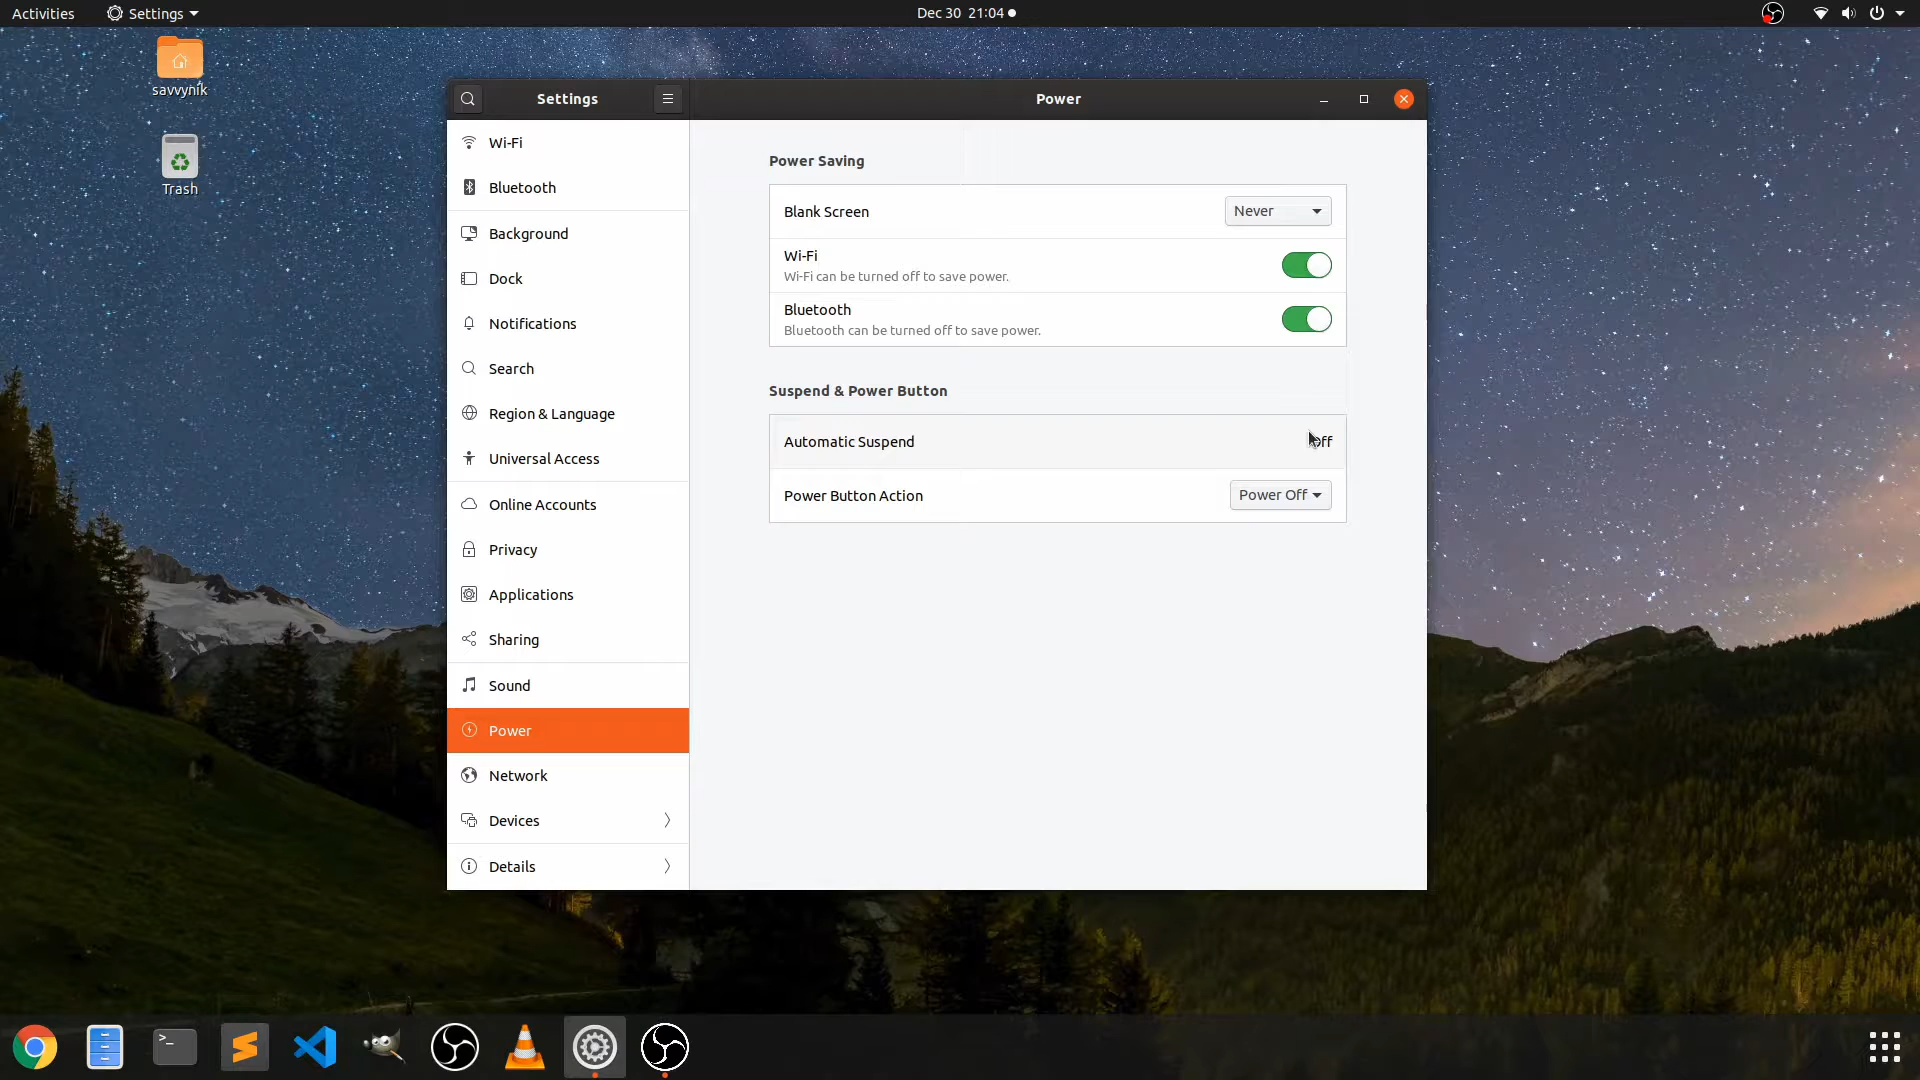 Activities
Settings
Dec 30 21:04
savvynik
Trash
Settings
Power
Wi-Fi
Bluetooth
Background
Dock
Notifications
Search
Region & Language
Universal Access
Online Accounts
Privacy
Applications
Sharing
Sound
Power
Network
Devices
Details
Power Saving
Blank Screen
Never
Wi-Fi
Wi-Fi can be turned off to save power.
Bluetooth
Bluetooth can be turned off to save power.
Suspend & Power Button
Automatic Suspend
Off
Power Button Action
Power Off